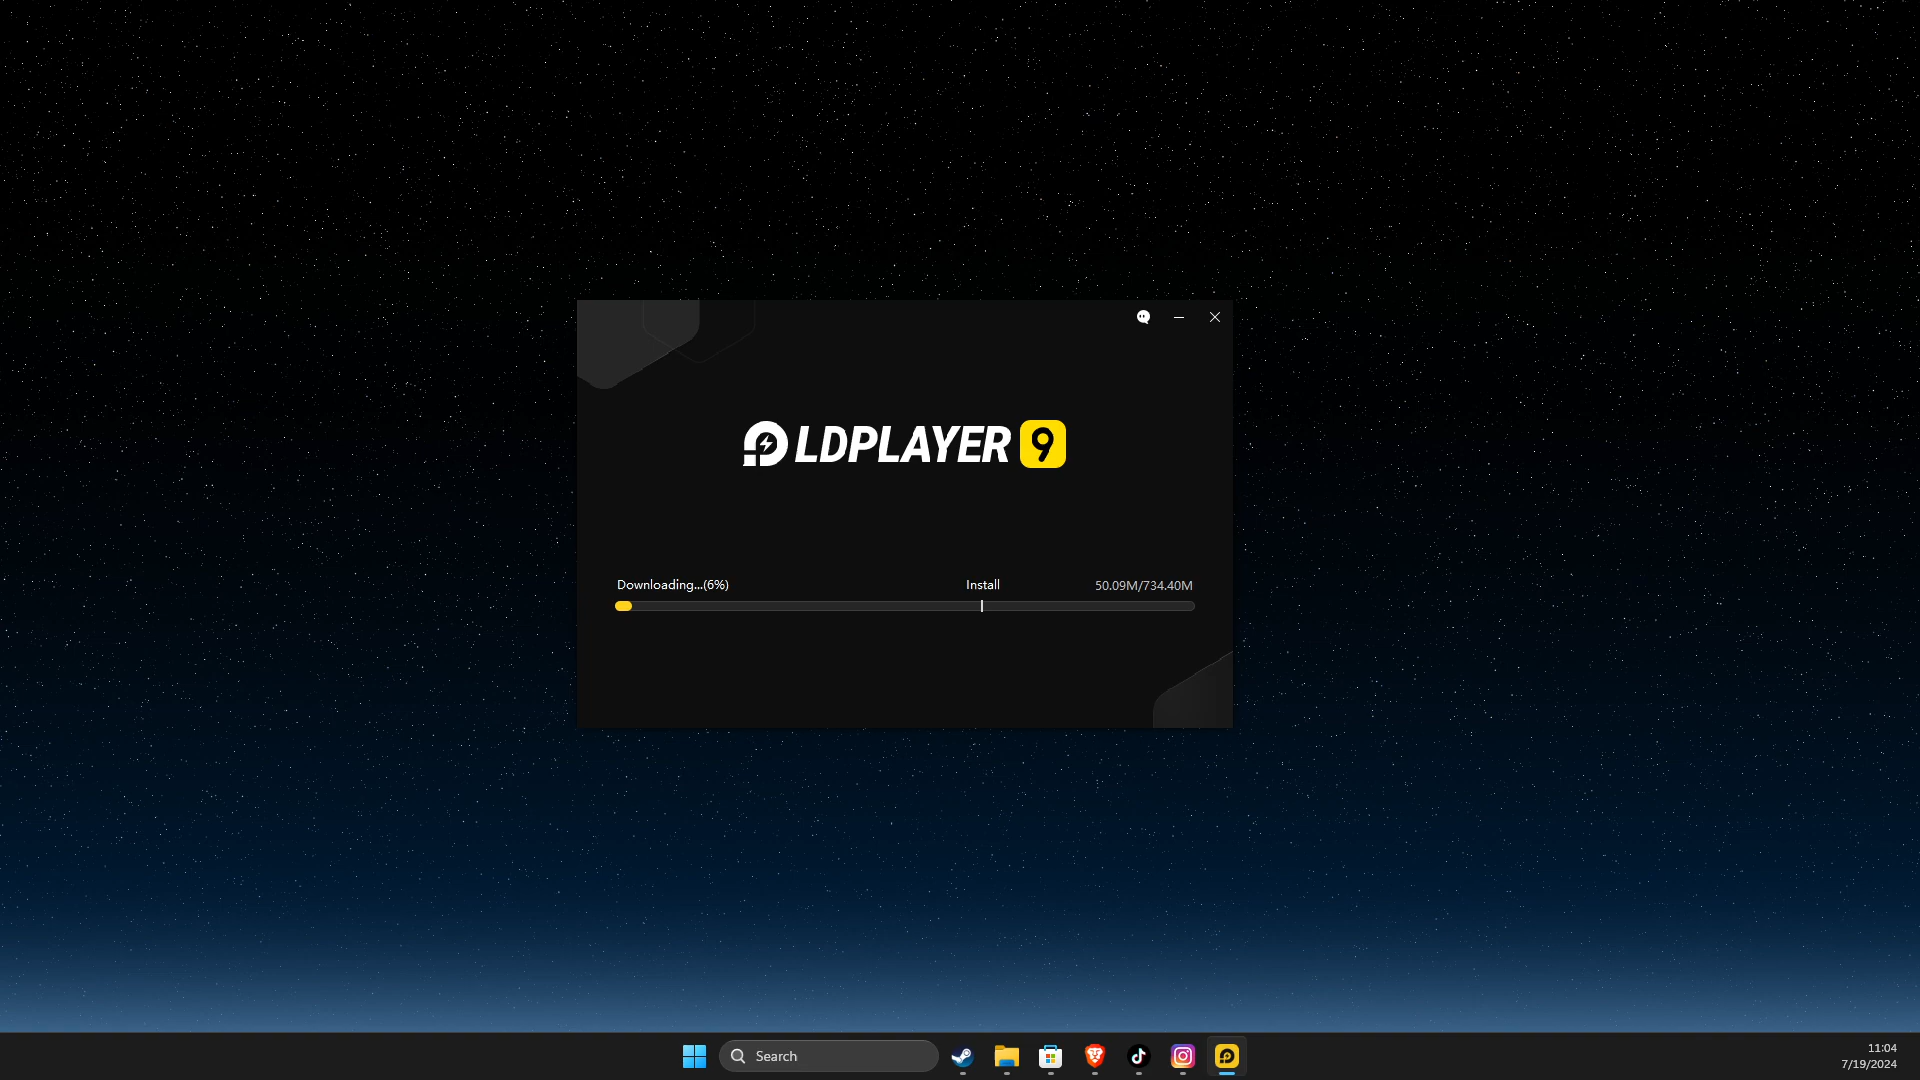 LDPLAYER 9
Downloading...(6%) Install 50.09M/734.40M
Search
11:04
7/19/2024